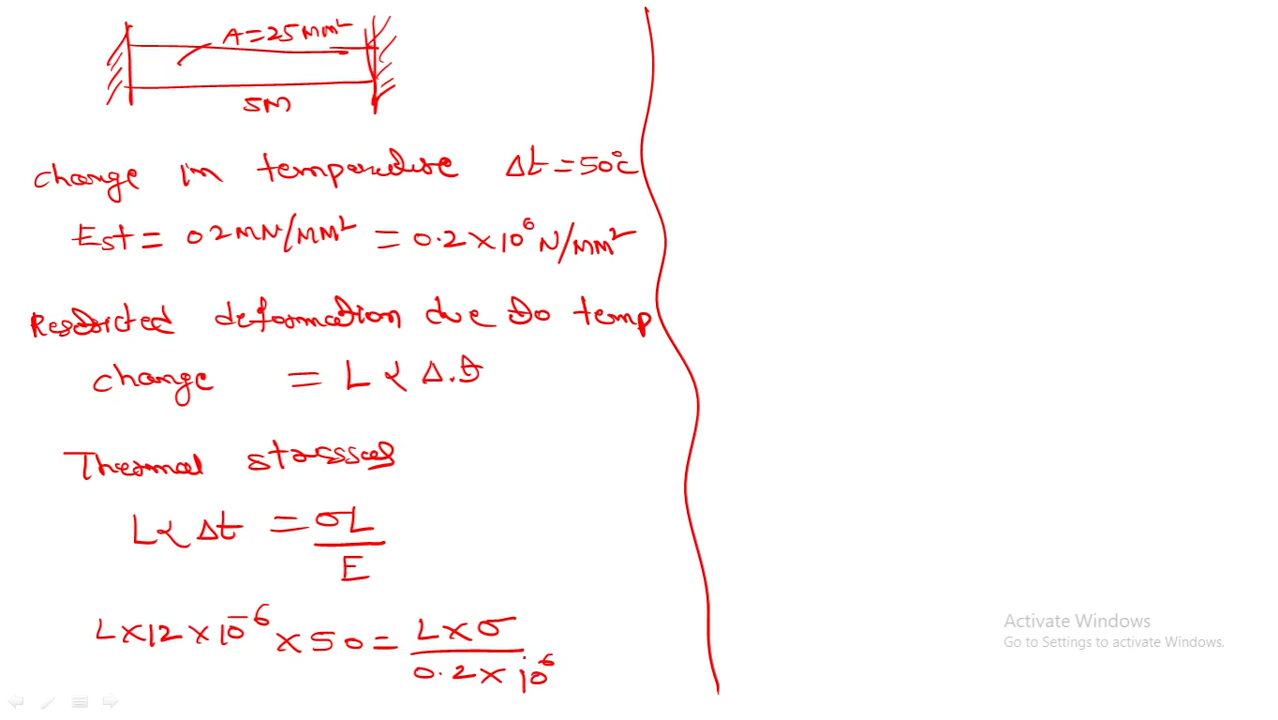 A=25MM²
5M
change in temperature Δt=50°c
Est = 0.2MN/MM² = 0.2×10⁶ N/MM²
Restricted deformation due to temp
change = L α Δ.t
Thermal stresses
Lα Δt = σL
E
L×12×10⁻⁶ ×50 = L×σ
0.2×10⁶
Activate Windows
Go to Settings to activate Windows.